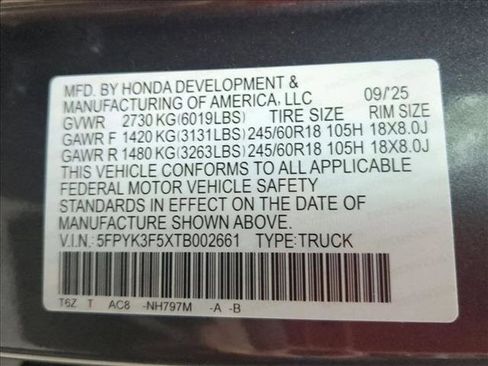 MFD. BY HONDA DEVELOPMENT &
MANUFACTURING OF AMERICA, LLC 09/25
GVWR 2730 KG(6019LBS) TIRE SIZE RIM SIZE
GAWR F 1420 KG(3131LBS) 245/60R18 105H 18X8.0J
GAWR R 1480 KG(3263LBS) 245/60R18 105H 18X8.0J
THIS VEHICLE CONFORMS TO ALL APPLICABLE
FEDERAL MOTOR VEHICLE SAFETY
STANDARDS IN EFFECT ON THE DATE OF
MANUFACTURE SHOWN ABOVE.
V.I.N.: 5FPYK3F5XTB002661 TYPE:TRUCK
T6Z T AC8 -NH797M -A -B